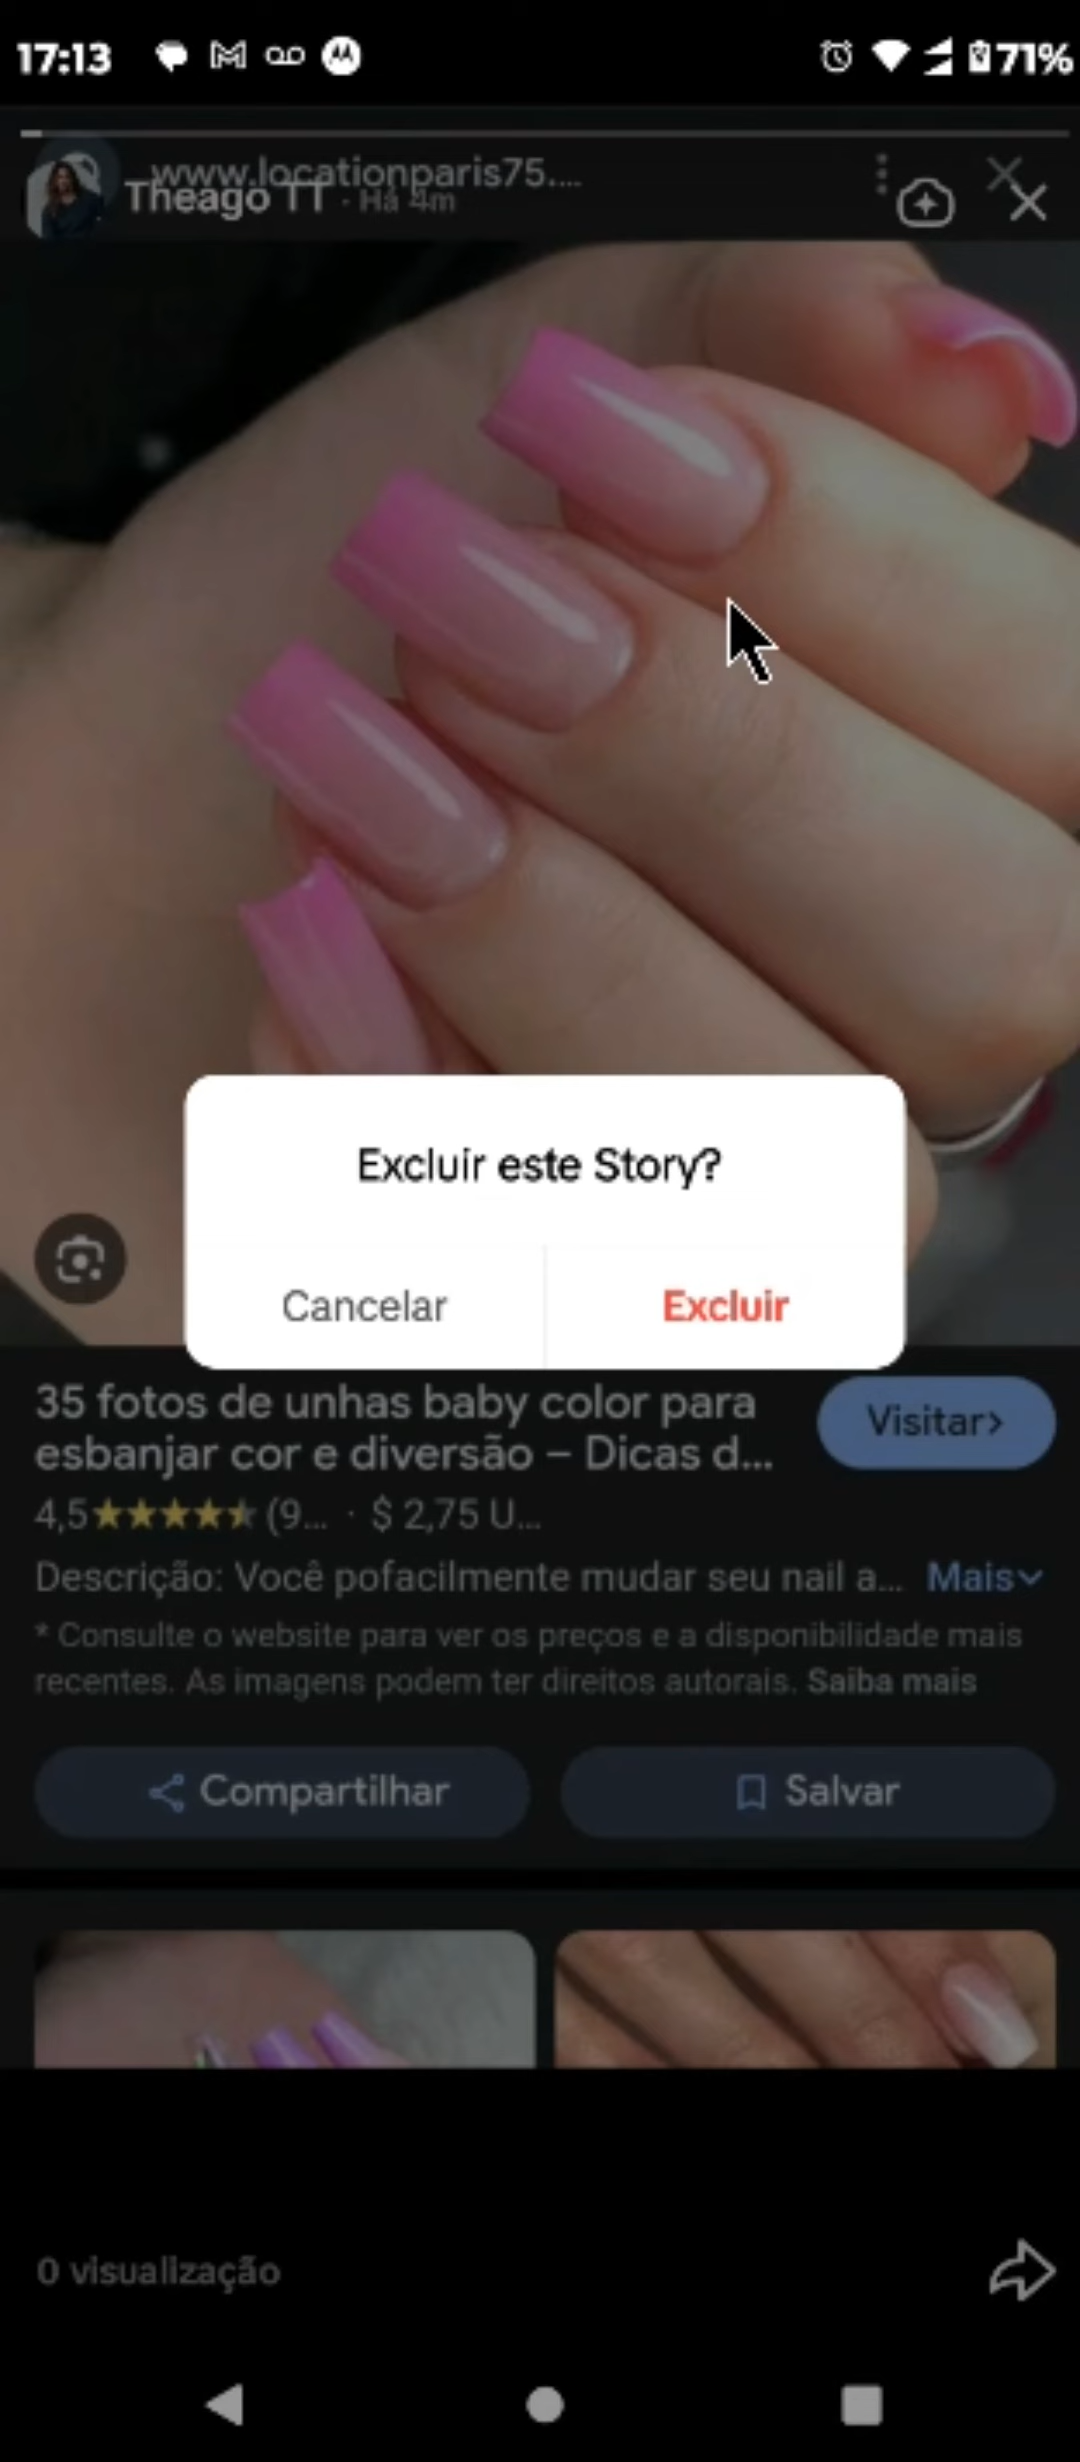 17:13
71%
www.locationparis75....
Theago TT · Há 4m
Excluir este Story?
Cancelar
Excluir
35 fotos de unhas baby color para
esbanjar cor e diversão – Dicas d...
Visitar>
4,5 ★★★★★ (9... · $ 2,75 U...
Descrição: Você pofacilmente mudar seu nail a... Mais
* Consulte o website para ver os preços e a disponibilidade mais
recentes. As imagens podem ter direitos autorais. Saiba mais
Compartilhar
Salvar
0 visualização